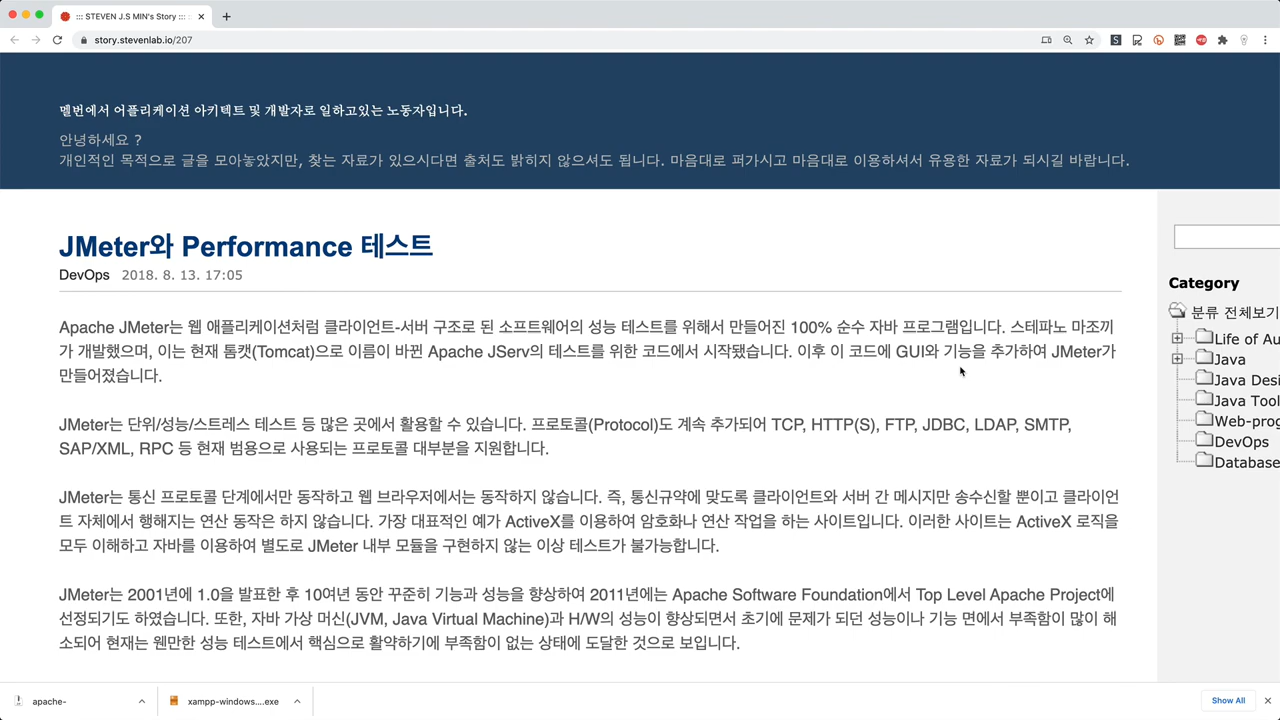 ::: STEVEN J.S MIN's Story :::
story.stevenlab.io/207
멜번에서 어플리케이션 아키텍트 및 개발자로 일하고있는 노동자입니다.
안녕하세요 ?
개인적인 목적으로 글을 모아놓았지만, 찾는 자료가 있으시다면 출처도 밝히지 않으셔도 됩니다. 마음대로 퍼가시고 마음대로 이용하셔서 유용한 자료가 되시길 바랍니다.
JMeter와 Performance 테스트
DevOps 2018. 8. 13. 17:05
Apache JMeter는 웹 애플리케이션처럼 클라이언트-서버 구조로 된 소프트웨어의 성능 테스트를 위해서 만들어진 100% 순수 자바 프로그램입니다. 스테파노 마조끼
가 개발했으며, 이는 현재 톰캣(Tomcat)으로 이름이 바뀐 Apache JServ의 테스트를 위한 코드에서 시작됐습니다. 이후 이 코드에 GUI와 기능을 추가하여 JMeter가
만들어졌습니다.
JMeter는 단위/성능/스트레스 테스트 등 많은 곳에서 활용할 수 있습니다. 프로토콜(Protocol)도 계속 추가되어 TCP, HTTP(S), FTP, JDBC, LDAP, SMTP,
SAP/XML, RPC 등 현재 범용으로 사용되는 프로토콜 대부분을 지원합니다.
JMeter는 통신 프로토콜 단계에서만 동작하고 웹 브라우저에서는 동작하지 않습니다. 즉, 통신규약에 맞도록 클라이언트와 서버 간 메시지만 송수신할 뿐이고 클라이언
트 자체에서 행해지는 연산 동작은 하지 않습니다. 가장 대표적인 예가 ActiveX를 이용하여 암호화나 연산 작업을 하는 사이트입니다. 이러한 사이트는 ActiveX 로직을
모두 이해하고 자바를 이용하여 별도로 JMeter 내부 모듈을 구현하지 않는 이상 테스트가 불가능합니다.
JMeter는 2001년에 1.0을 발표한 후 10여년 동안 꾸준히 기능과 성능을 향상하여 2011년에는 Apache Software Foundation에서 Top Level Apache Project에
선정되기도 하였습니다. 또한, 자바 가상 머신(JVM, Java Virtual Machine)과 H/W의 성능이 향상되면서 초기에 문제가 되던 성능이나 기능 면에서 부족함이 많이 해
소되어 현재는 웬만한 성능 테스트에서 핵심으로 활약하기에 부족함이 없는 상태에 도달한 것으로 보입니다.
Category
분류 전체보기
Life of Au
Java
Java Desi
Java Tool
Web-prog
DevOps
Database
apache-
xampp-windows....exe
Show All